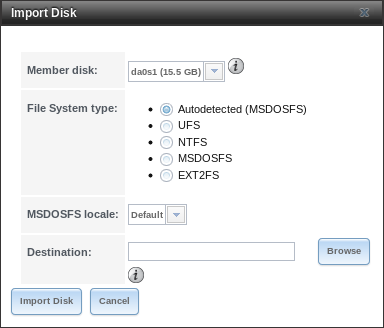 Import Disk
Member disk: da0s1 (15.5 GB)
File System type: Autodetected (MSDOSFS)
UFS
NTFS
MSDOSFS
EXT2FS
MSDOSFS locale: Default
Destination: Browse
Import Disk Cancel